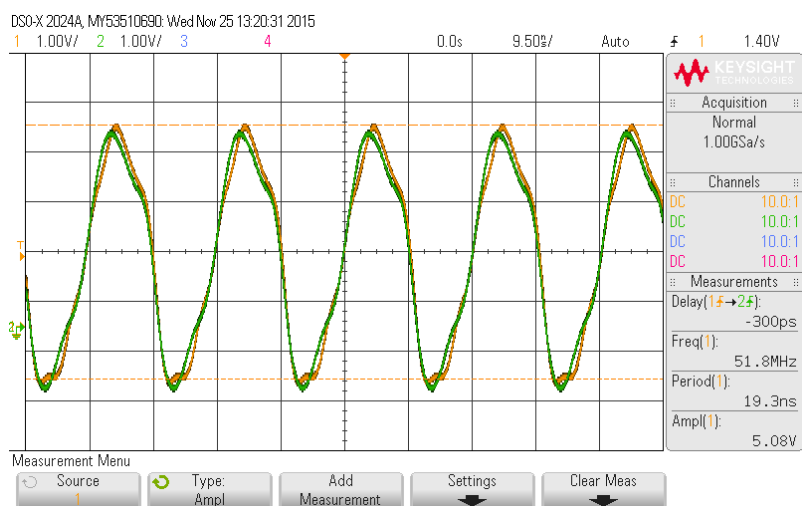 DSO-X 2024A, MY53510690: Wed Nov 25 13:20:31 2015
1 1.00V/ 2 1.00V/ 3 4 0.0s 9.50⅝/ Auto 1 1.40V
KEYSIGHT
TECHNOLOGIES
Acquisition
Normal
1.00GSa/s
Channels
DC 10.0:1
DC 10.0:1
DC 10.0:1
DC 10.0:1
Measurements
Delay(1→2):
-300ps
Freq(1):
51.8MHz
Period(1):
19.3ns
Ampl(1):
5.08V
T
2
Measurement Menu
Source
1
Type:
Ampl
Add
Measurement
Settings
Clear Meas